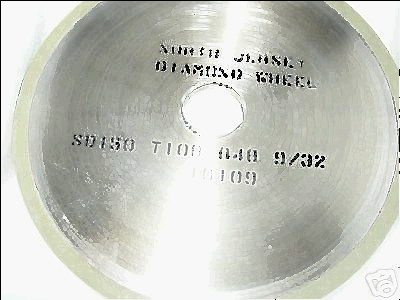 NORTH JERSEY
DIAMOND WHEEL
SD150 T100 B40 9/32
16109